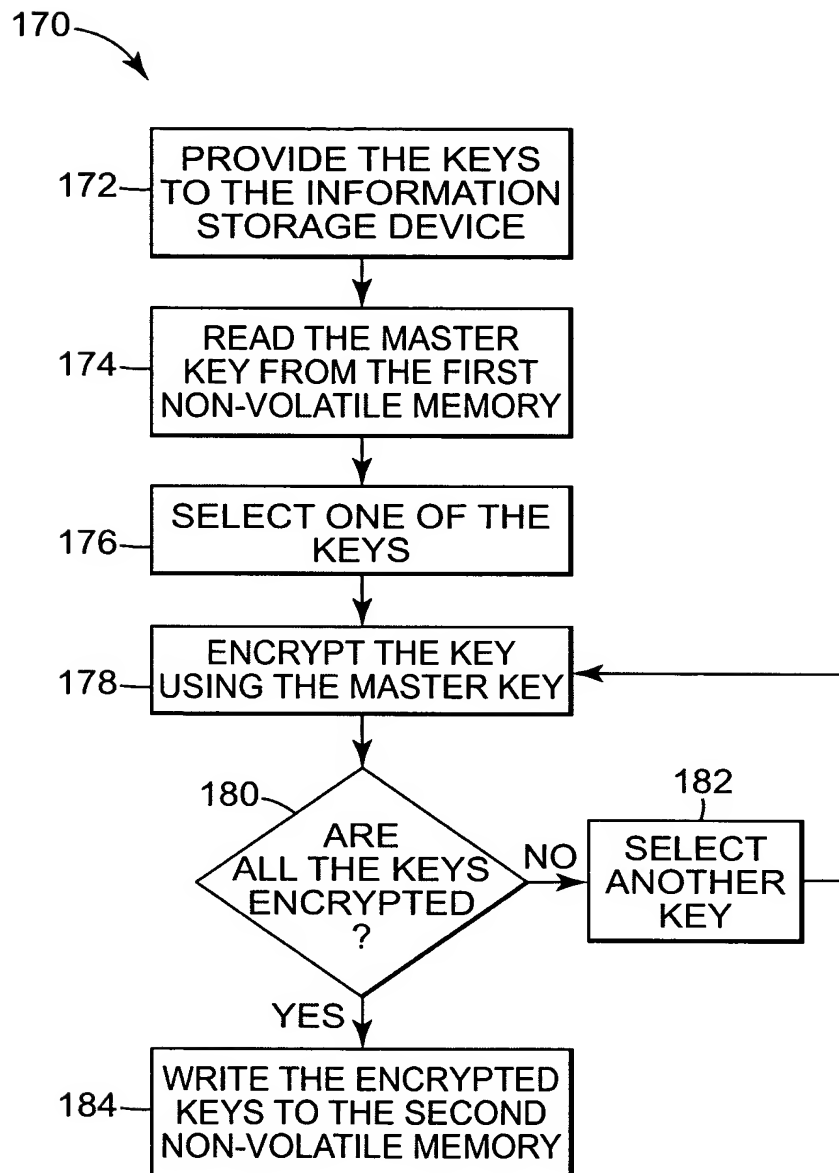 170
172
PROVIDE THE KEYS
TO THE INFORMATION
STORAGE DEVICE
174
READ THE MASTER
KEY FROM THE FIRST
NON-VOLATILE MEMORY
176
SELECT ONE OF THE
KEYS
178
ENCRYPT THE KEY
USING THE MASTER KEY
180
ARE
ALL THE KEYS
ENCRYPTED
?
NO
182
SELECT
ANOTHER
KEY
YES
184
WRITE THE ENCRYPTED
KEYS TO THE SECOND
NON-VOLATILE MEMORY